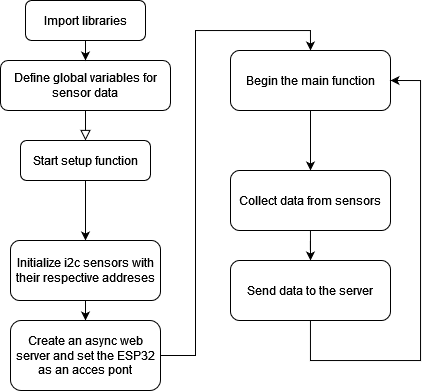 Import libraries
Define global variables for
sensor data
Start setup function
Initialize i2c sensors with
their respective addreses
Create an async web
server and set the ESP32
as an acces pont
Begin the main function
Collect data from sensors
Send data to the server